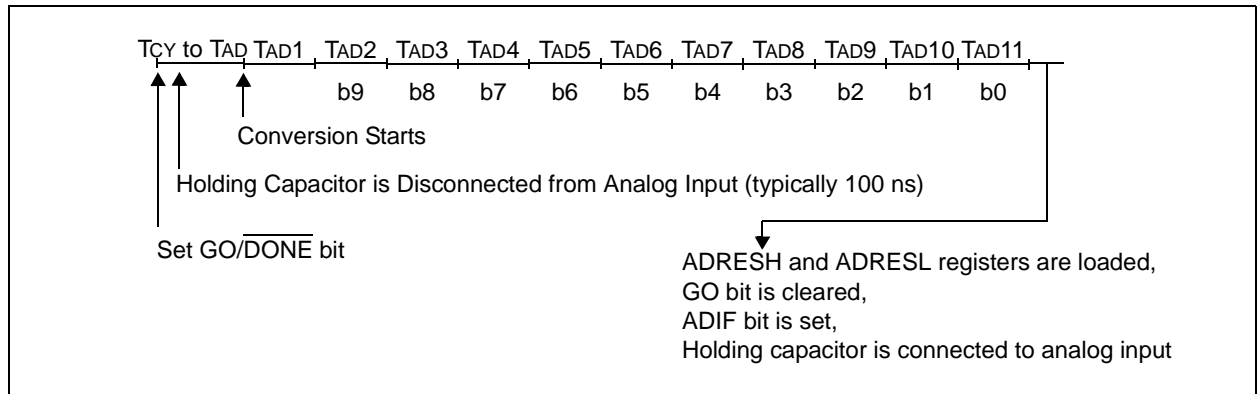 TCY to TAD TAD1 TAD2 TAD3 TAD4 TAD5 TAD6 TAD7 TAD8 TAD9 TAD10 TAD11
b9 b8 b7 b6 b5 b4 b3 b2 b1 b0
Conversion Starts
Holding Capacitor is Disconnected from Analog Input (typically 100 ns)
Set GO/DONE bit
ADRESH and ADRESL registers are loaded,
GO bit is cleared,
ADIF bit is set,
Holding capacitor is connected to analog input